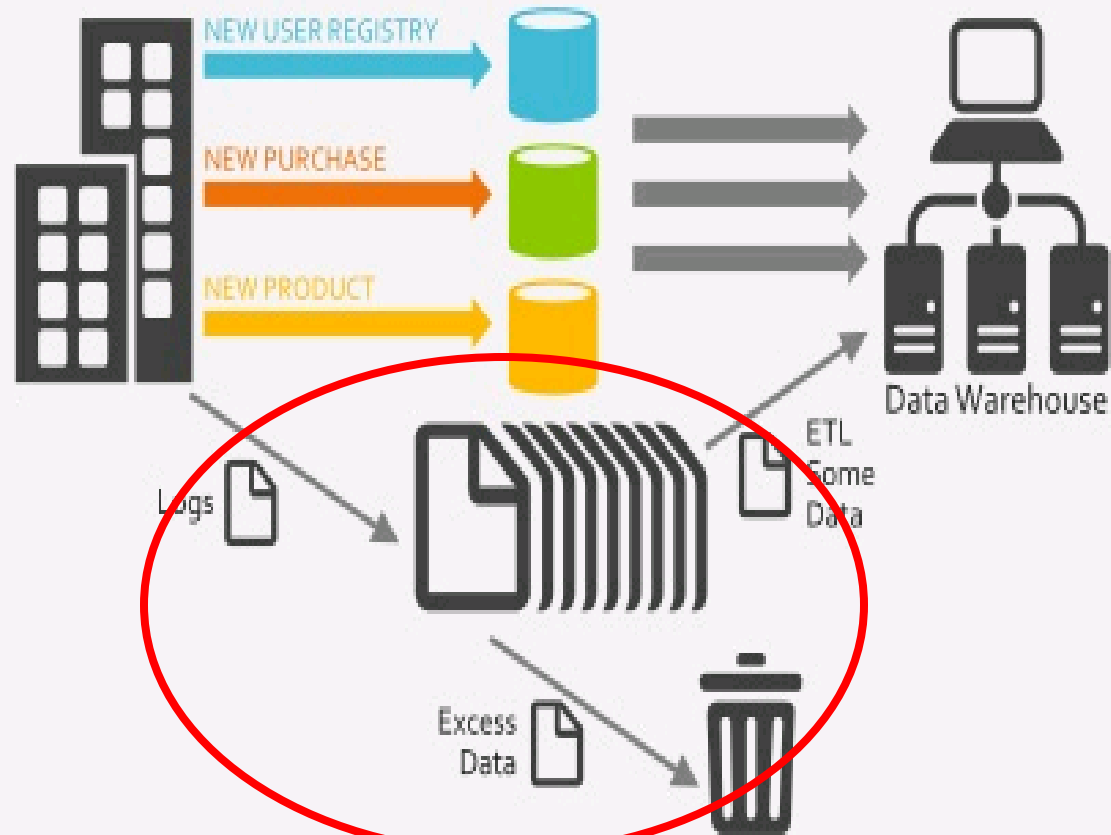 NEW USER REGISTRY
NEW PURCHASE
NEW PRODUCT
Data Warehouse
Logs
ETL
Some
Data
Excess
Data